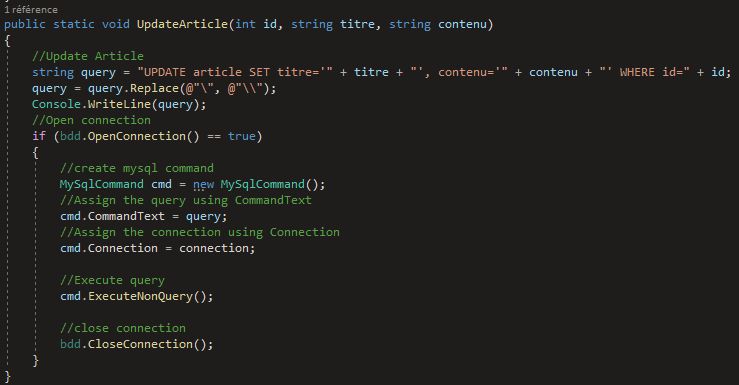 1 référence
public static void UpdateArticle(int id, string titre, string contenu)
{
//Update Article
string query = "UPDATE article SET titre='" + titre + "', contenu='" + contenu + "' WHERE id=" + id;
query = query.Replace(@"\", @"\\");
Console.WriteLine(query);
//Open connection
if (bdd.OpenConnection() == true)
{
//create mysql command
MySqlCommand cmd = new MySqlCommand();
//Assign the query using CommandText
cmd.CommandText = query;
//Assign the connection using Connection
cmd.Connection = connection;
//Execute query
cmd.ExecuteNonQuery();
//close connection
bdd.CloseConnection();
}
}